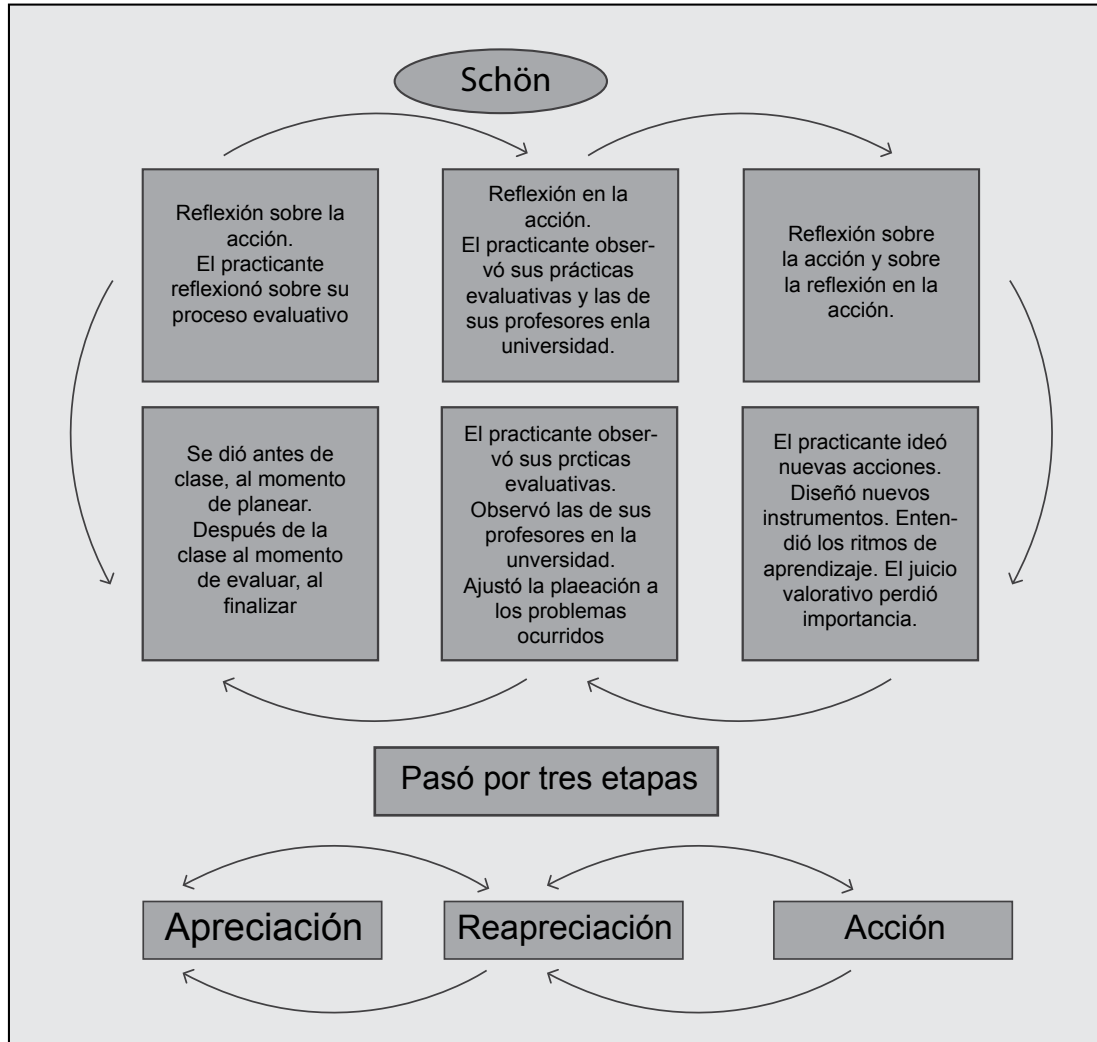 Schön
Reflexión sobre la
acción.
El practicante
reflexionó sobre su
proceso evaluativo
Reflexión en la
acción.
El practicante obser-
vó sus prácticas
evaluativas y las de
sus profesores enla
universidad.
Reflexión sobre
la acción y sobre
la reflexión en la
acción.
Se dió antes de
clase, al momento
de planear.
Después de la
clase al momento
de evaluar, al
finalizar
El practicante obser-
vó sus prcticas
evaluativas.
Observó las de sus
profesores en la
unversidad.
Ajustó la plaeación a
los problemas
ocurridos
El practicante ideó
nuevas acciones.
Diseñó nuevos
instrumentos. Enten-
dió los ritmos de
aprendizaje. El juicio
valorativo perdió
importancia.
Pasó por tres etapas
Apreciación
Reapreciación
Acción